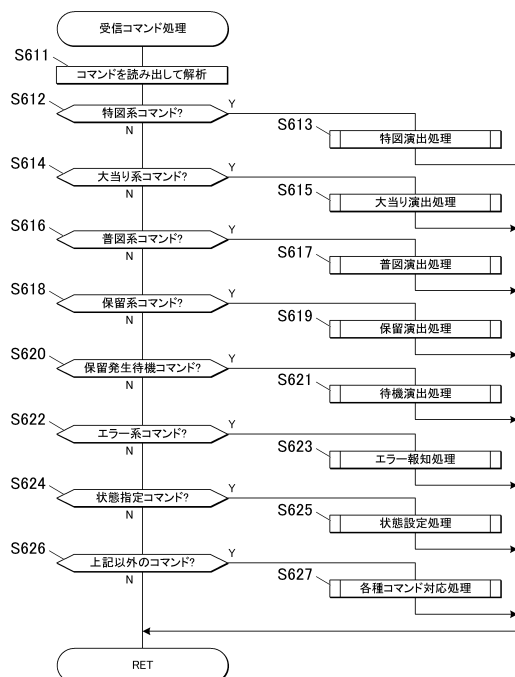 受信コマンド処理
S611
コマンドを読み出して解析
S612
特図系コマンド?
Y
N
S613
特図演出処理
S614
大当り系コマンド?
Y
N
S615
大当り演出処理
S616
普図系コマンド?
Y
N
S617
普図演出処理
S618
保留系コマンド?
Y
N
S619
保留演出処理
S620
保留発生待機コマンド?
Y
N
S621
待機演出処理
S622
エラー系コマンド?
Y
N
S623
エラー報知処理
S624
状態指定コマンド?
Y
N
S625
状態設定処理
S626
上記以外のコマンド?
Y
N
S627
各種コマンド対応処理
RET